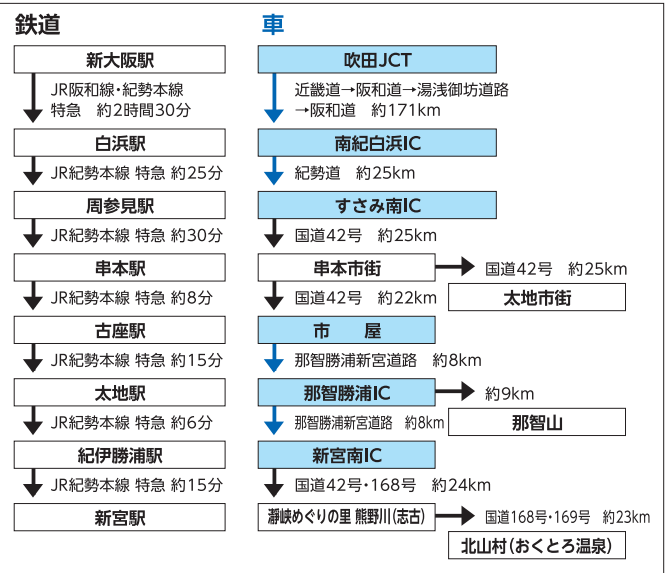 鉄道
新大阪駅
JR阪和線・紀勢本線
特急　約2時間30分
白浜駅
JR紀勢本線 特急 約25分
周参見駅
JR紀勢本線 特急 約30分
串本駅
JR紀勢本線 特急 約8分
古座駅
JR紀勢本線 特急 約15分
太地駅
JR紀勢本線 特急 約6分
紀伊勝浦駅
JR紀勢本線 特急 約15分
新宮駅
車
吹田JCT
近畿道→阪和道→湯浅御坊道路
→阪和道　約171km
南紀白浜IC
紀勢道　約25km
すさみ南IC
国道42号　約25km
串本市街
国道42号　約25km
太地市街
国道42号　約22km
市　屋
那智勝浦新宮道路　約8km
那智勝浦IC
約9km
那智山
那智勝浦新宮道路　約8km
新宮南IC
国道42号・168号　約24km
瀞峡めぐりの里 熊野川(志古)
国道168号・169号　約23km
北山村(おくとろ温泉)